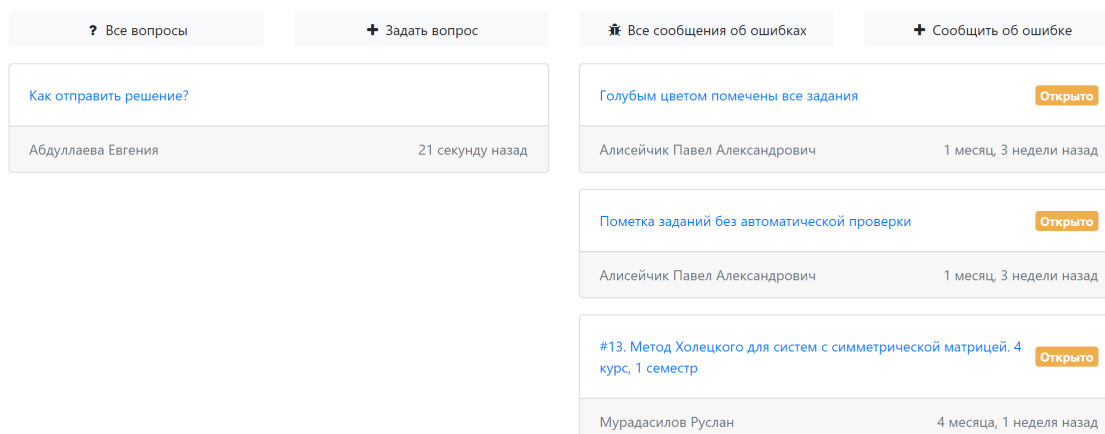 ? Все вопросы
Задать вопрос
Все сообщения об ошибках
Сообщить об ошибке
Как отправить решение?
Абдуллаева Евгения
21 секунду назад
Голубым цветом помечены все задания
Открыто
Алисейчик Павел Александрович
1 месяц, 3 недели назад
Пометка заданий без автоматической проверки
Открыто
Алисейчик Павел Александрович
1 месяц, 3 недели назад
#13. Метод Холецкого для систем с симметрической матрицей. 4
курс, 1 семестр
Открыто
Мурадасилов Руслан
4 месяца, 1 неделя назад